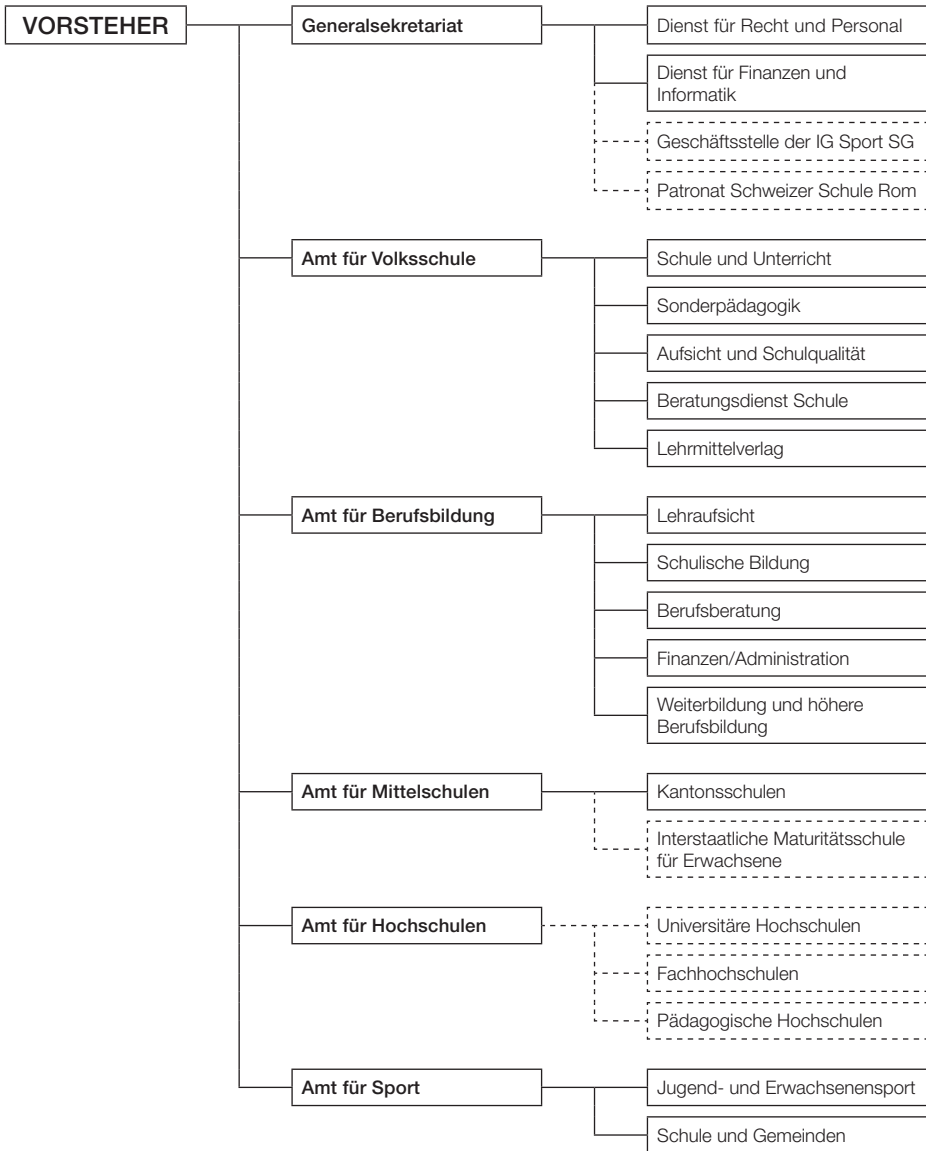 VORSTEHER
Generalsekretariat
Dienst für Recht und Personal
Dienst für Finanzen und
Informatik
Geschäftsstelle der IG Sport SG
Patronat Schweizer Schule Rom
Amt für Volksschule
Schule und Unterricht
Sonderpädagogik
Aufsicht und Schulqualität
Beratungsdienst Schule
Lehrmittelverlag
Amt für Berufsbildung
Lehraufsicht
Schulische Bildung
Berufsberatung
Finanzen/Administration
Weiterbildung und höhere
Berufsbildung
Amt für Mittelschulen
Kantonsschulen
Interstaatliche Maturitätsschule
für Erwachsene
Amt für Hochschulen
Universitäre Hochschulen
Fachhochschulen
Pädagogische Hochschulen
Amt für Sport
Jugend- und Erwachsenensport
Schule und Gemeinden